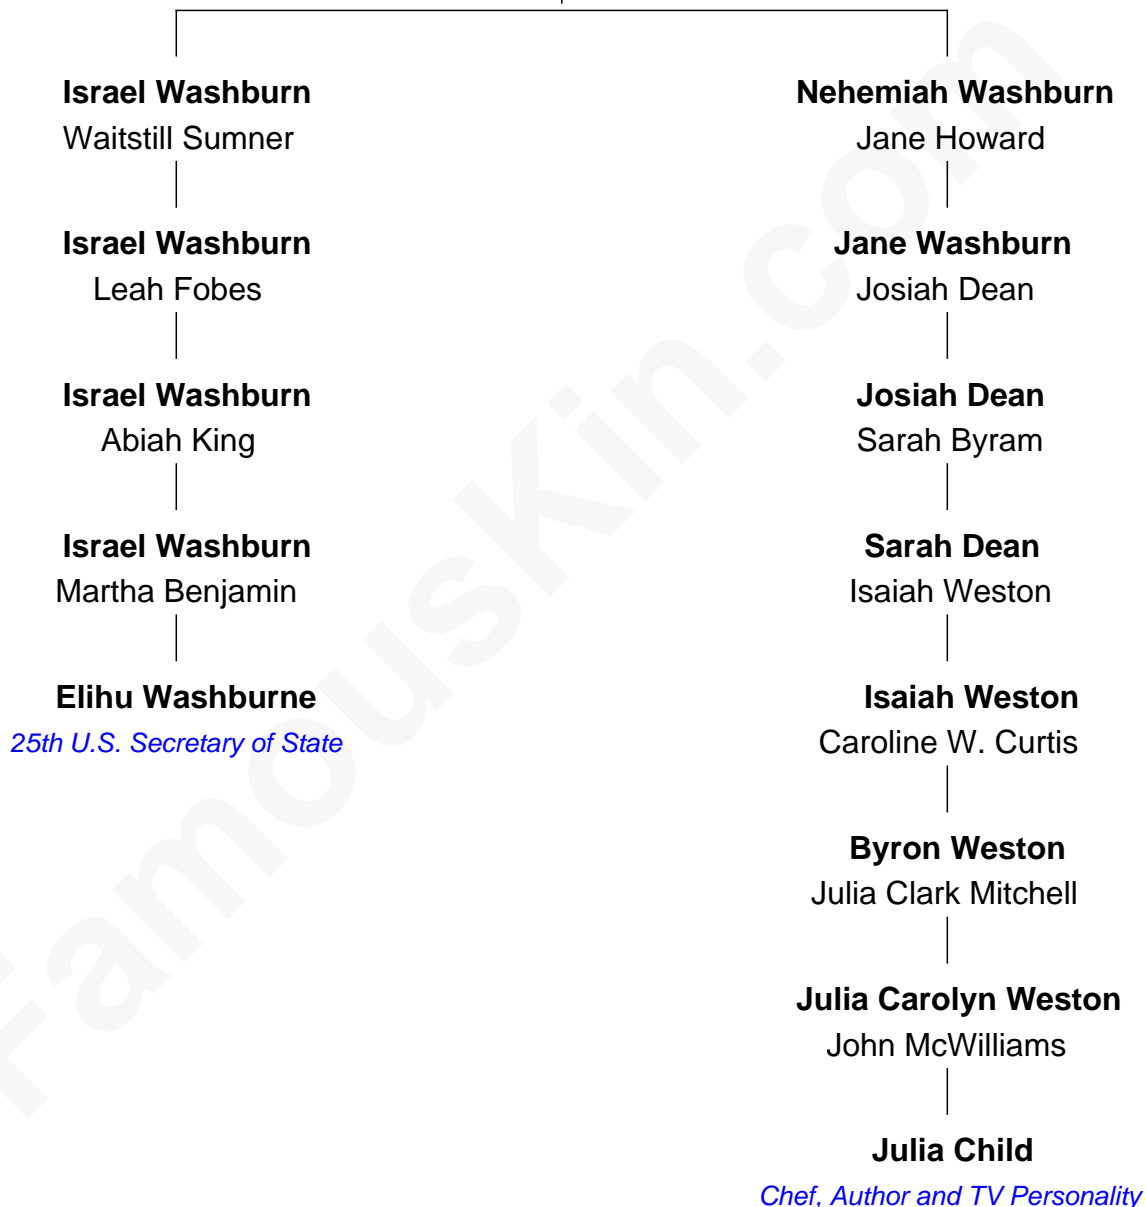 Israel Washburn
Waitstill Sumner
Israel Washburn
Leah Fobes
Israel Washburn
Abiah King
Israel Washburn
Martha Benjamin
Elihu Washburne
25th U.S. Secretary of State
Nehemiah Washburn
Jane Howard
Jane Washburn
Josiah Dean
Josiah Dean
Sarah Byram
Sarah Dean
Isaiah Weston
Isaiah Weston
Caroline W. Curtis
Byron Weston
Julia Clark Mitchell
Julia Carolyn Weston
John McWilliams
Julia Child
Chef, Author and TV Personality
FamousKin.com